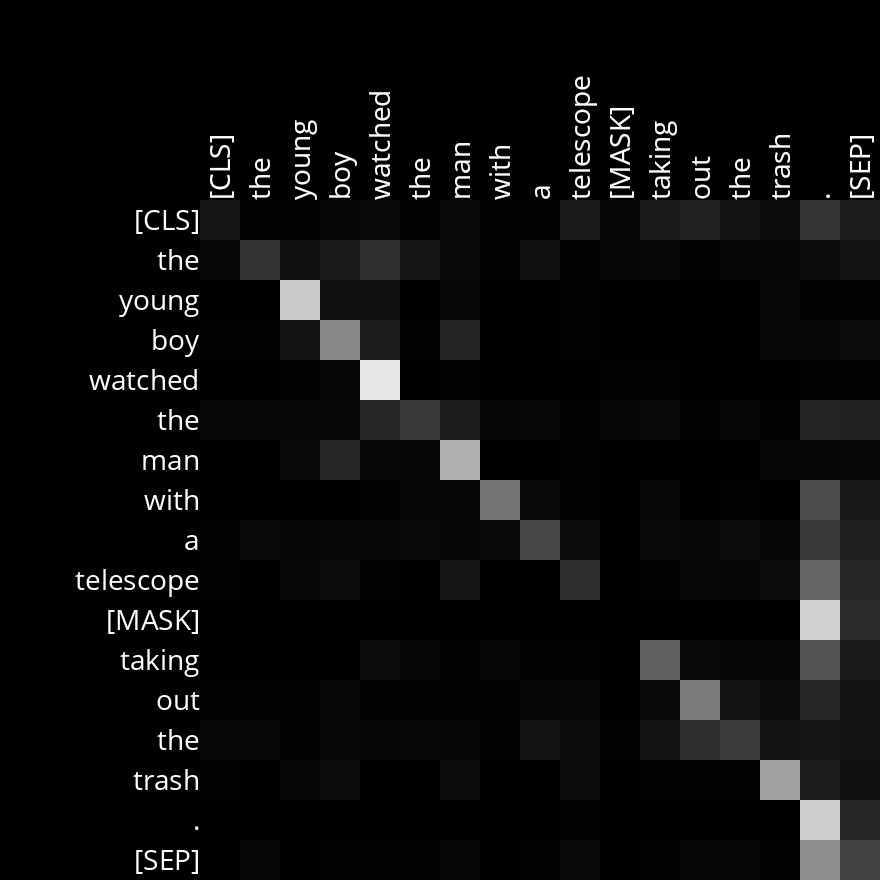 [CLS] the young boy watched the man with a telescope [MASK] taking out the trash . [SEP]
[CLS]
the
young
boy
watched
the
man
with
a
telescope
[MASK]
taking
out
the
trash
.
[SEP]